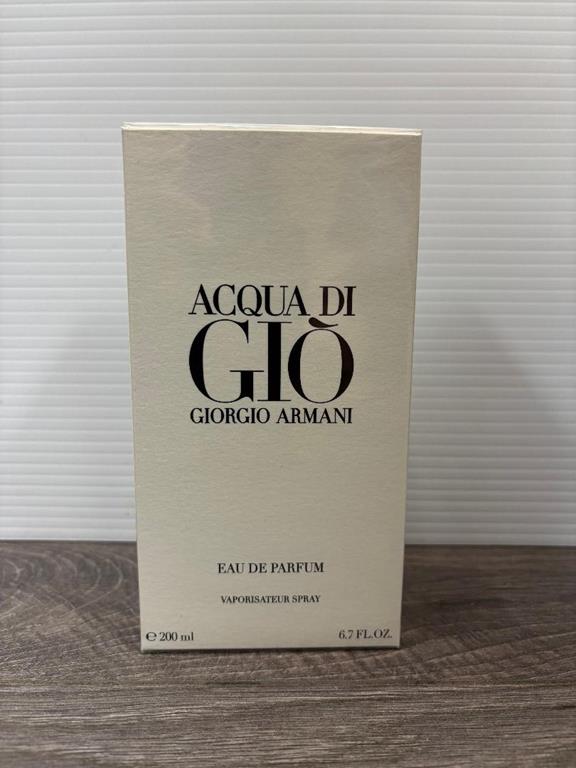 ACQUA DI
GIÒ
GIORGIO ARMANI
EAU DE PARFUM
VAPORISATEUR SPRAY
℮ 200 ml 6.7 FL.OZ.